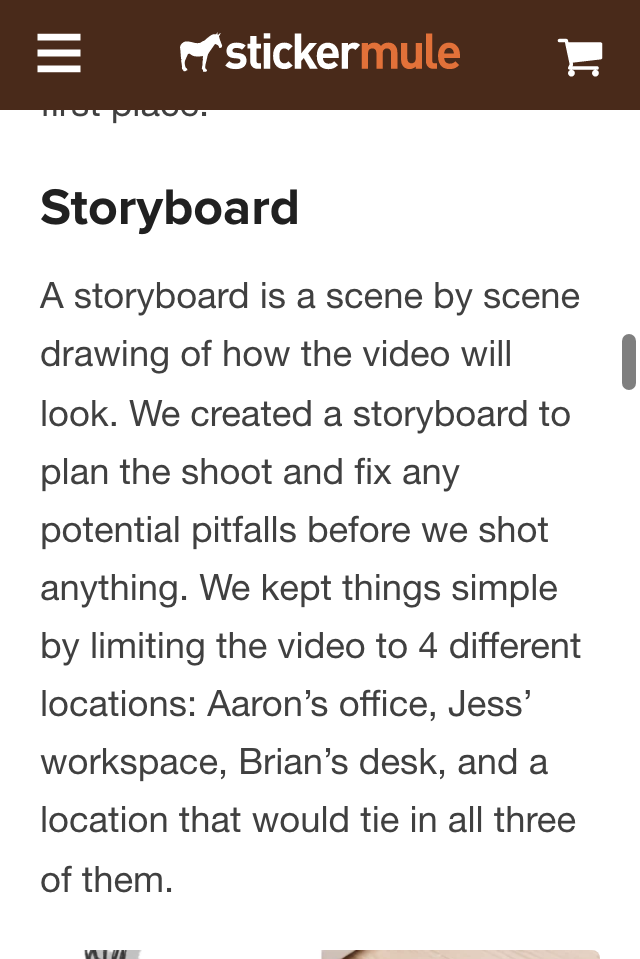 stickermule
first place.
Storyboard
A storyboard is a scene by scene
drawing of how the video will
look. We created a storyboard to
plan the shoot and fix any
potential pitfalls before we shot
anything. We kept things simple
by limiting the video to 4 different
locations: Aaron’s office, Jess’
workspace, Brian’s desk, and a
location that would tie in all three
of them.